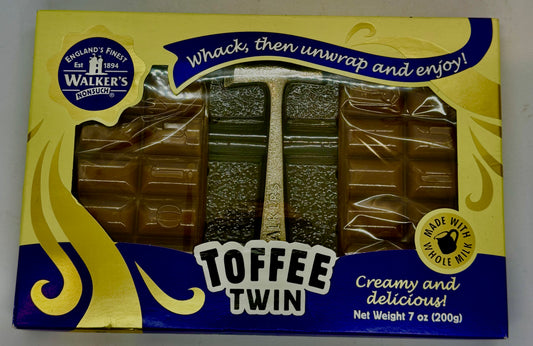 ENGLAND'S FINEST
Est 1894
WALKER'S
NONSUCH
®
Whack, then unwrap and enjoy!
WALKERS
MADE WITH
WHOLE MILK
TOFFEE
TWIN
Creamy and
delicious!
Net Weight 7 oz (200g)